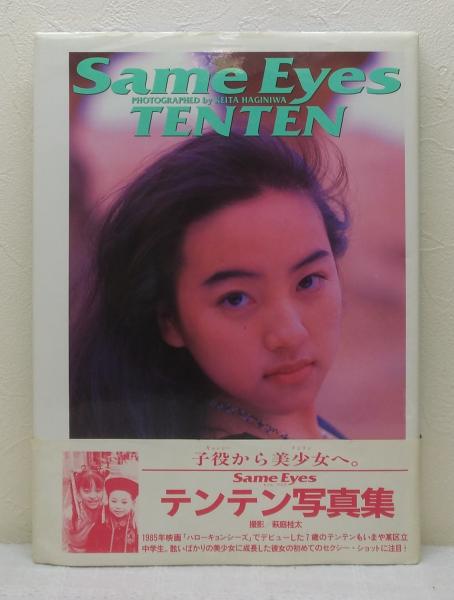 Same Eyes
PHOTOGRAPHED by KEITA HAGINIWA
TENTEN
子役から美少女へ。
Same Eyes
テンテン写真集
撮影 萩庭桂太
1985年映画「ハローキョンシーズ」でデビューした7歳のテンテンもいまや某区立
中学生。酷いばかりの美少女に成長した彼女の初めてのセクシー・ショットに注目!